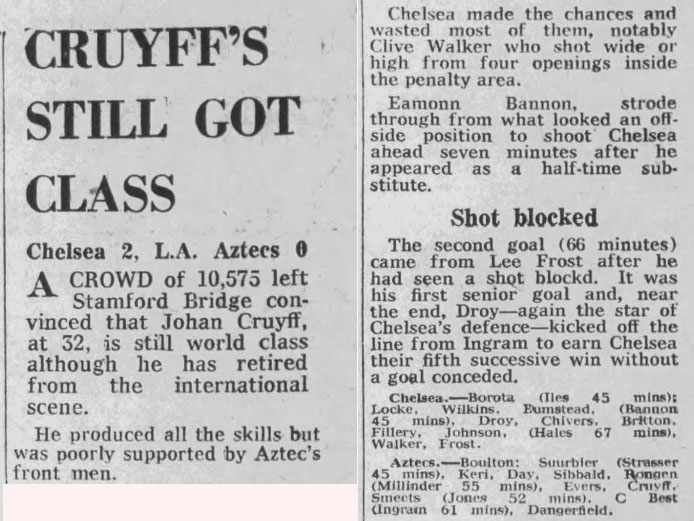 CRUYFF'S
STILL GOT
CLASS
Chelsea 2, L.A. Aztecs 0
A CROWD of 10,575 left
Stamford Bridge con-
vinced that Johan Cruyff,
at 32, is still world class
although he has retired
from the international
scene.
He produced all the skills but
was poorly supported by Aztec's
front men.
Chelsea made the chances and
wasted most of them, notably
Clive Walker who shot wide or
high from four openings inside
the penalty area.
Eamonn Bannon, strode
through from what looked an off-
side position to shoot Chelsea
ahead seven minutes after he
appeared as a half-time sub-
stitute.
Shot blocked
The second goal (66 minutes)
came from Lee Frost after he
had seen a shot blockd. It was
his first senior goal and, near
the end, Droy—again the star of
Chelsea's defence—kicked off the
line from Ingram to earn Chelsea
their fifth successive win without
a goal conceded.
Chelsea.—Borota (Iles 45 mins);
Locke, Wilkins, Bumstead, (Bannon
45 mins), Droy, Chivers, Britton,
Fillery, Johnson, (Hales 67 mins),
Walker, Frost.
Aztecs.—Boulton: Suurbier (Strasser
45 mins), Keri, Day, Sibbald, Rongen
(Millinder 55 mins), Evers, Cruyff,
Smeets (Jones 52 mins), C Best
(Ingram 61 mins), Dangerfield.